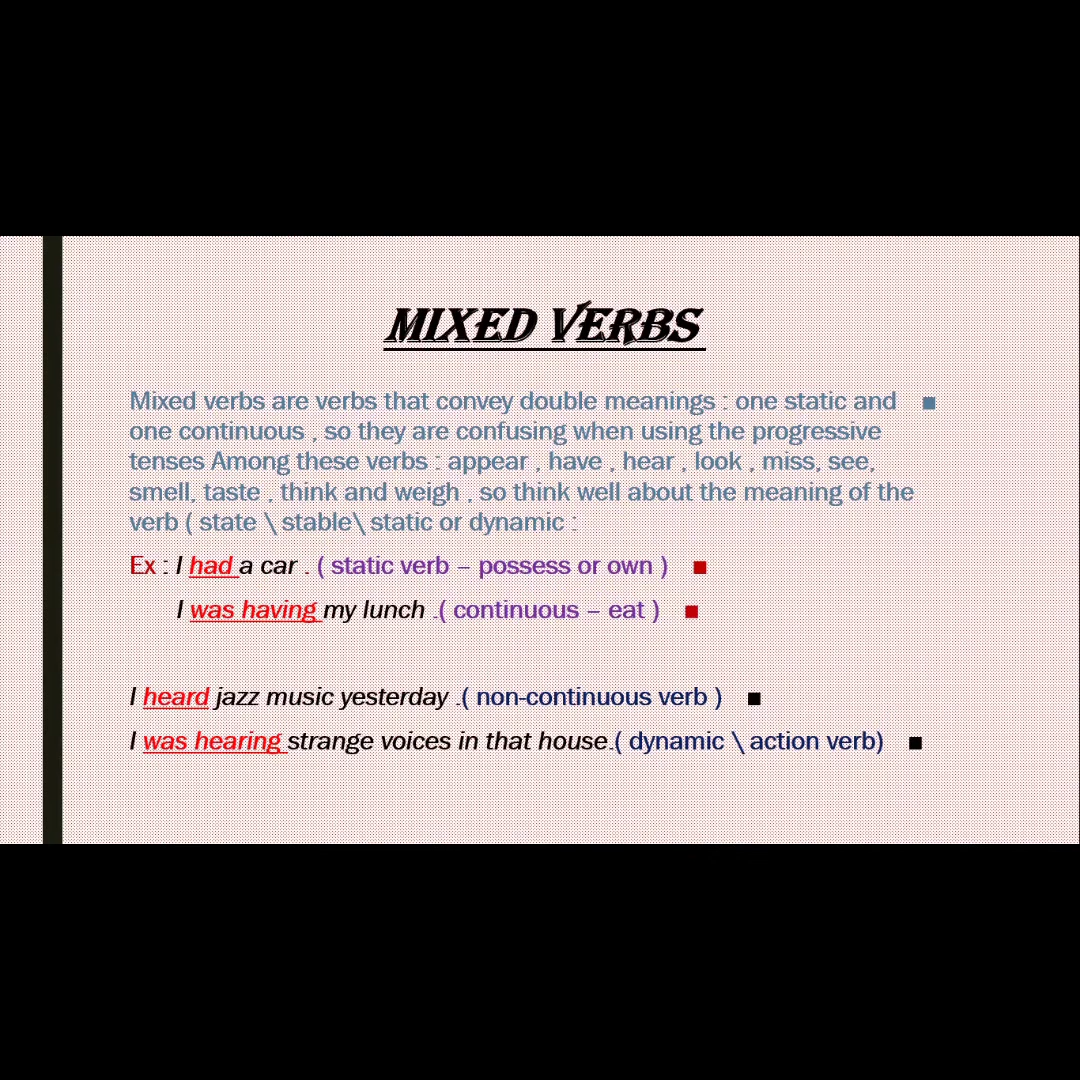 MIXED VERBS
Mixed verbs are verbs that convey double meanings : one static and
one continuous , so they are confusing when using the progressive
tenses Among these verbs : appear , have , hear , look , miss, see,
smell, taste , think and weigh , so think well about the meaning of the
verb ( state \ stable\ static or dynamic :
Ex : I had a car . ( static verb – possess or own )
I was having my lunch .( continuous – eat )
I heard jazz music yesterday .( non-continuous verb )
I was hearing strange voices in that house.( dynamic \ action verb)